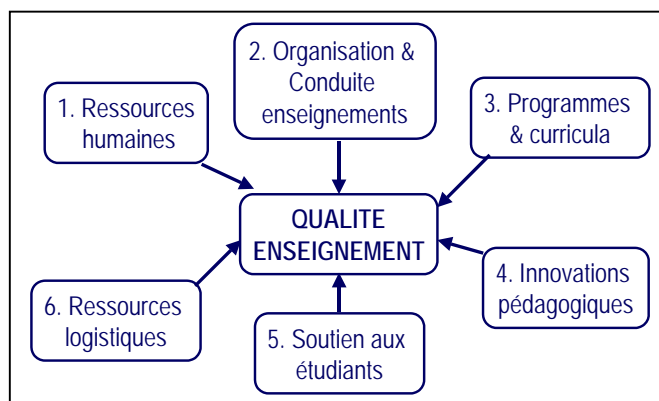 1. Ressources
humaines
2. Organisation &
Conduite
enseignements
3. Programmes
& curricula
QUALITE
ENSEIGNEMENT
4. Innovations
pédagogiques
5. Soutien aux
étudiants
6. Ressources
logistiques